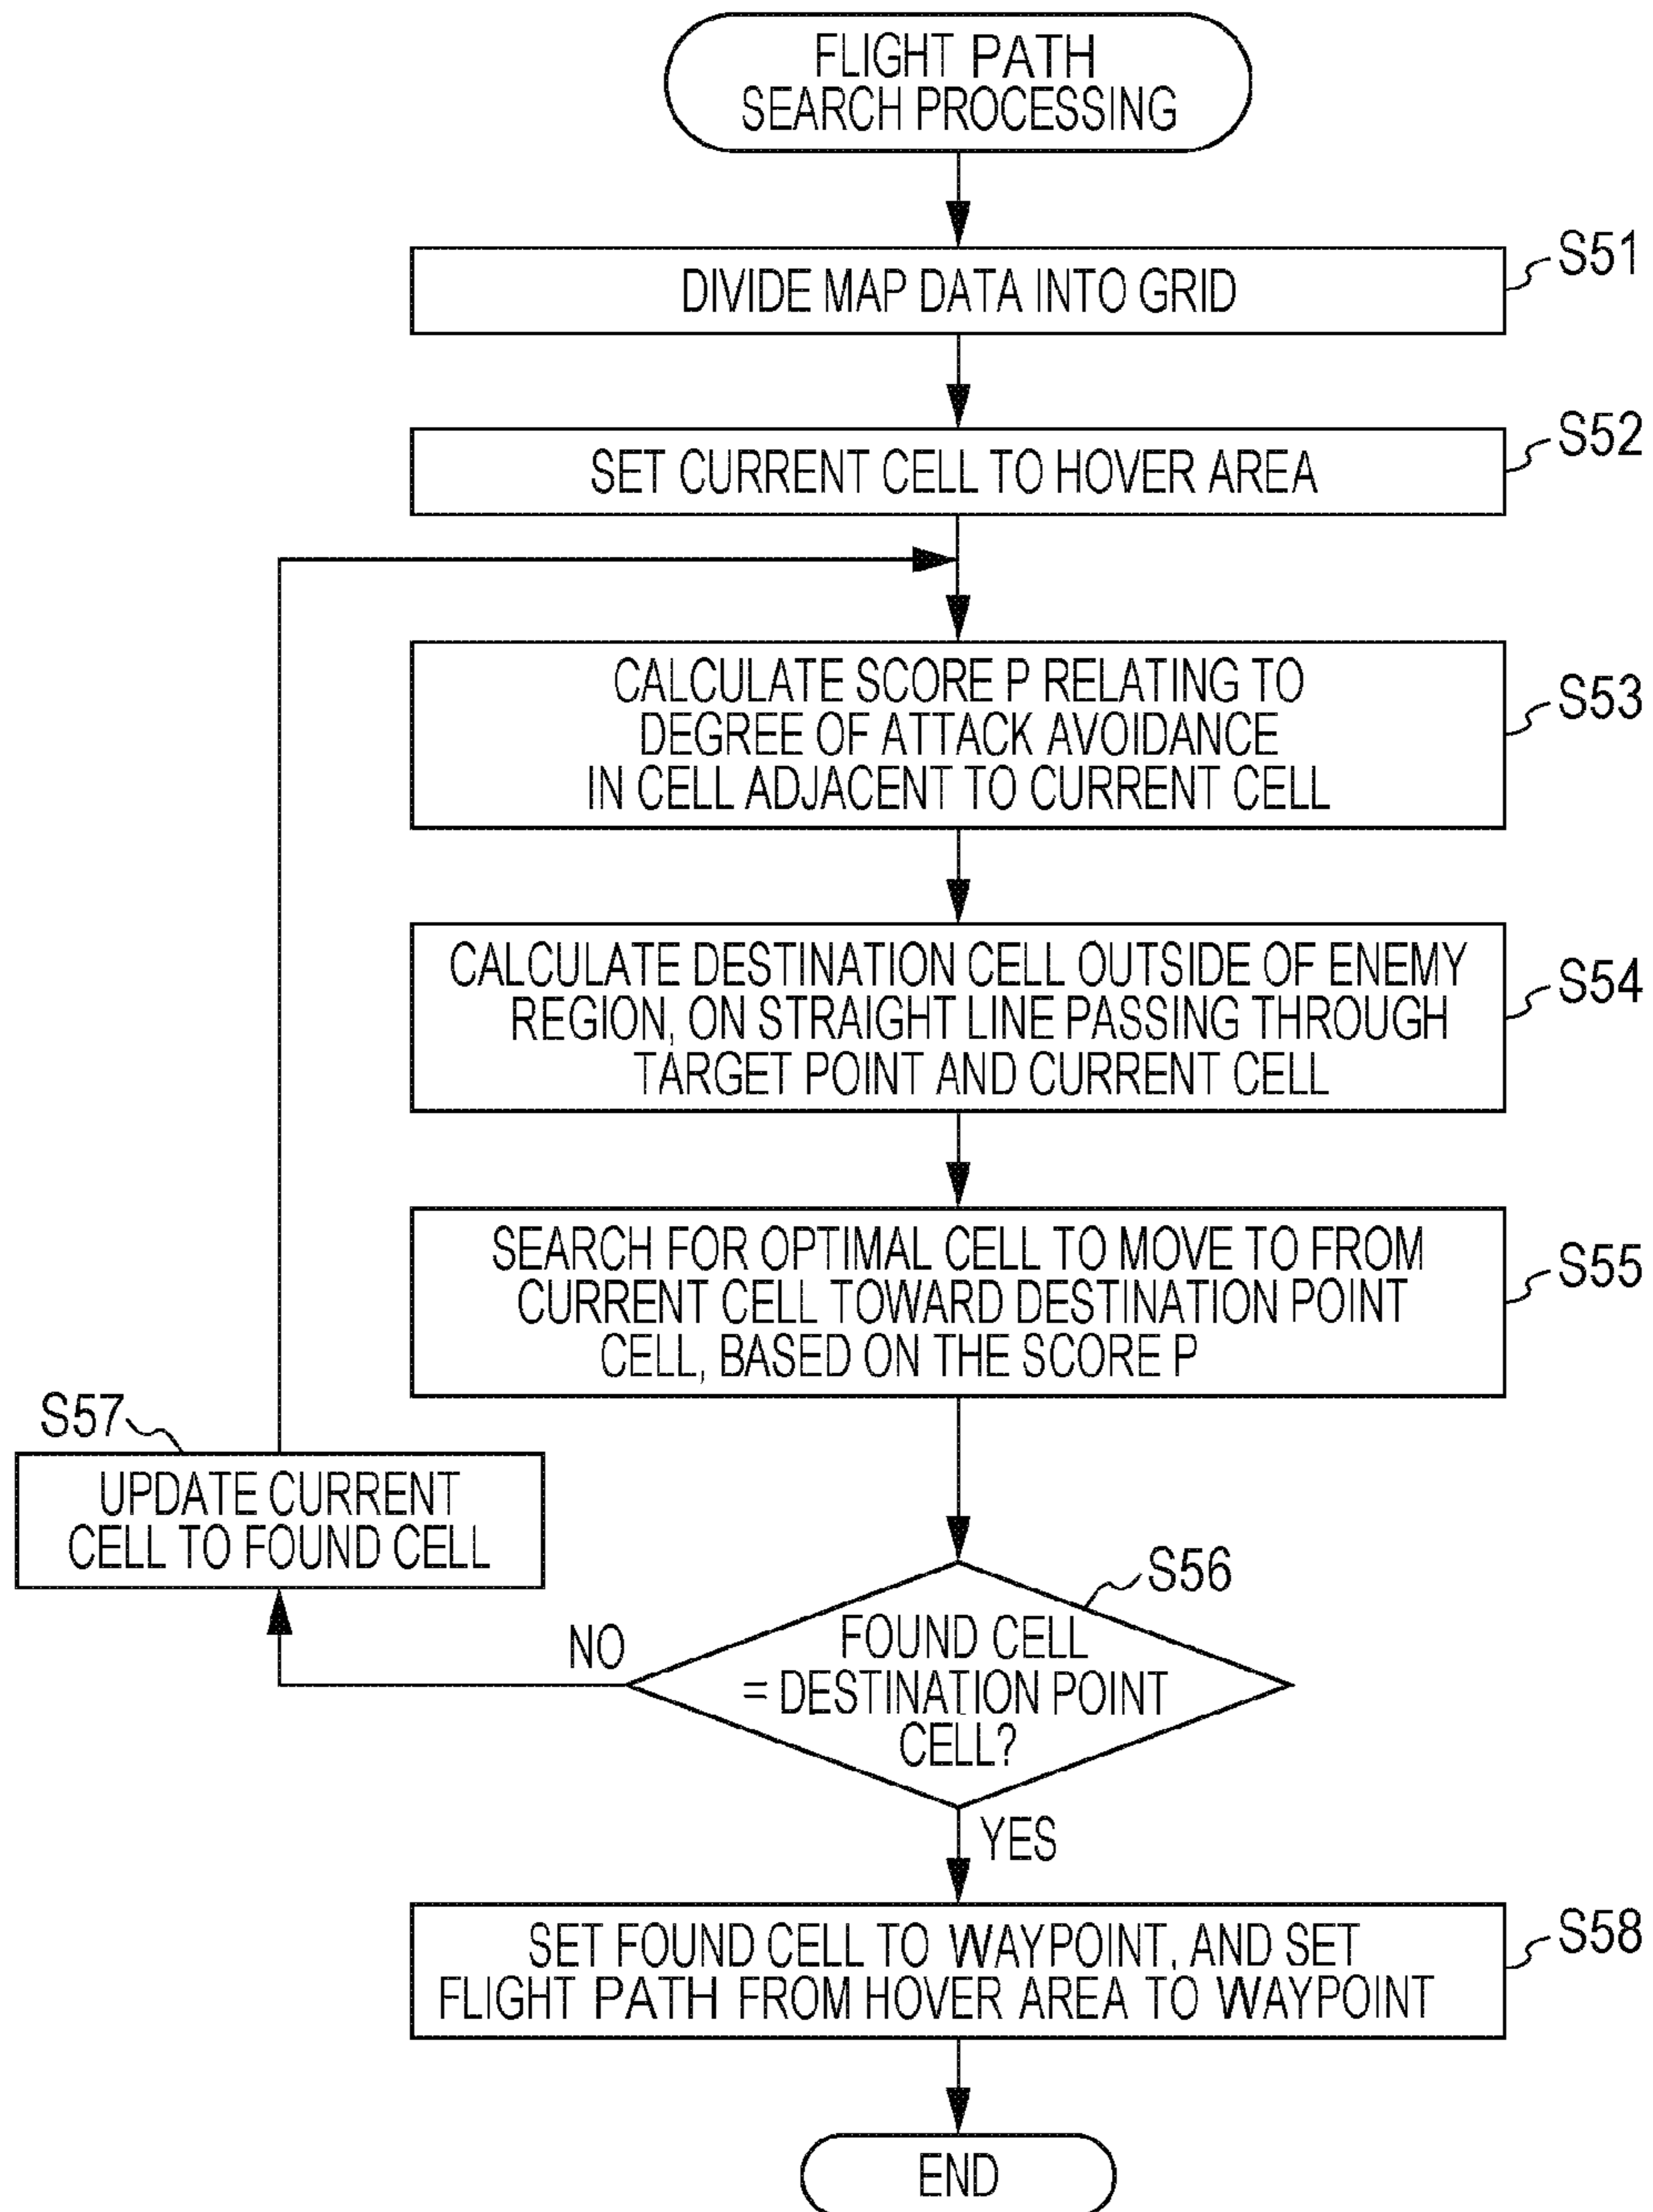 FLIGHT PATH
SEARCH PROCESSING
DIVIDE MAP DATA INTO GRID
S51
SET CURRENT CELL TO HOVER AREA
S52
CALCULATE SCORE P RELATING TO
DEGREE OF ATTACK AVOIDANCE
IN CELL ADJACENT TO CURRENT CELL
S53
CALCULATE DESTINATION CELL OUTSIDE OF ENEMY
REGION, ON STRAIGHT LINE PASSING THROUGH
TARGET POINT AND CURRENT CELL
S54
SEARCH FOR OPTIMAL CELL TO MOVE TO FROM
CURRENT CELL TOWARD DESTINATION POINT
CELL, BASED ON THE SCORE P
S55
S57
UPDATE CURRENT
CELL TO FOUND CELL
S56
FOUND CELL
= DESTINATION POINT
CELL?
NO
YES
SET FOUND CELL TO WAYPOINT, AND SET
FLIGHT PATH FROM HOVER AREA TO WAYPOINT
S58
END